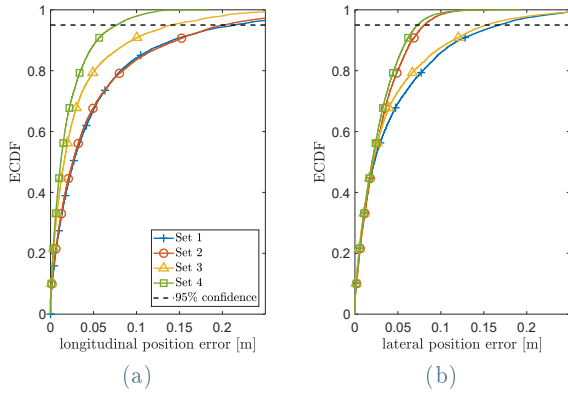 1
0.8
0.6
0.4
0.2
0
ECDF
0
0.05
0.1
0.15
0.2
longitudinal position error [m]
Set 1
Set 2
Set 3
Set 4
95% confidence
(a)
1
0.8
0.6
0.4
0.2
0
ECDF
0
0.05
0.1
0.15
0.2
lateral position error [m]
(b)